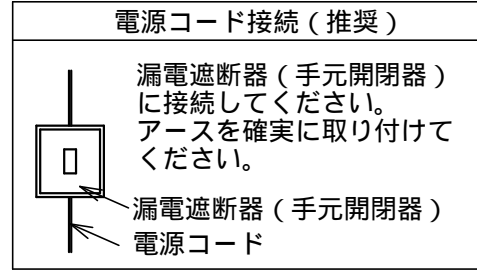 電源コード接続(推奨)
漏電遮断器(手元開閉器)
に接続してください。
アースを確実に取り付けて
ください。
漏電遮断器(手元開閉器)
電源コード